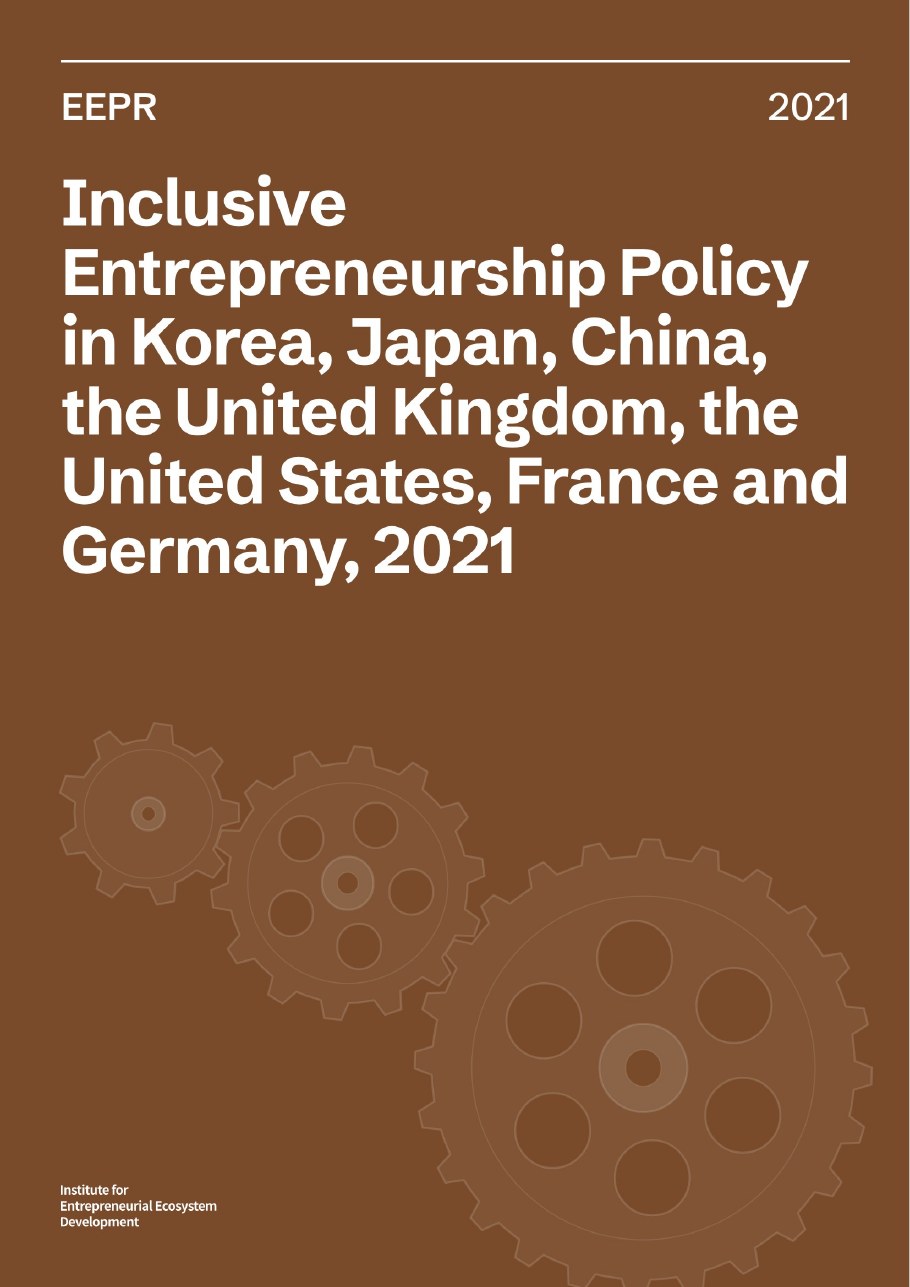 EEPR
2021
Inclusive
Entrepreneurship Policy
in Korea, Japan, China,
the United Kingdom, the
United States, France and
Germany, 2021
Institute for
Entrepreneurial Ecosystem
Development